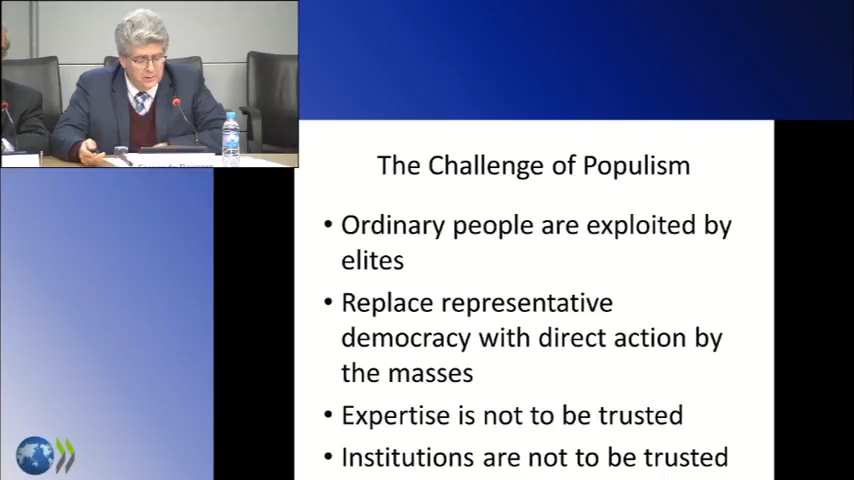 The Challenge of Populism
• Ordinary people are exploited by
elites
• Replace representative
democracy with direct action by
the masses
• Expertise is not to be trusted
• Institutions are not to be trusted